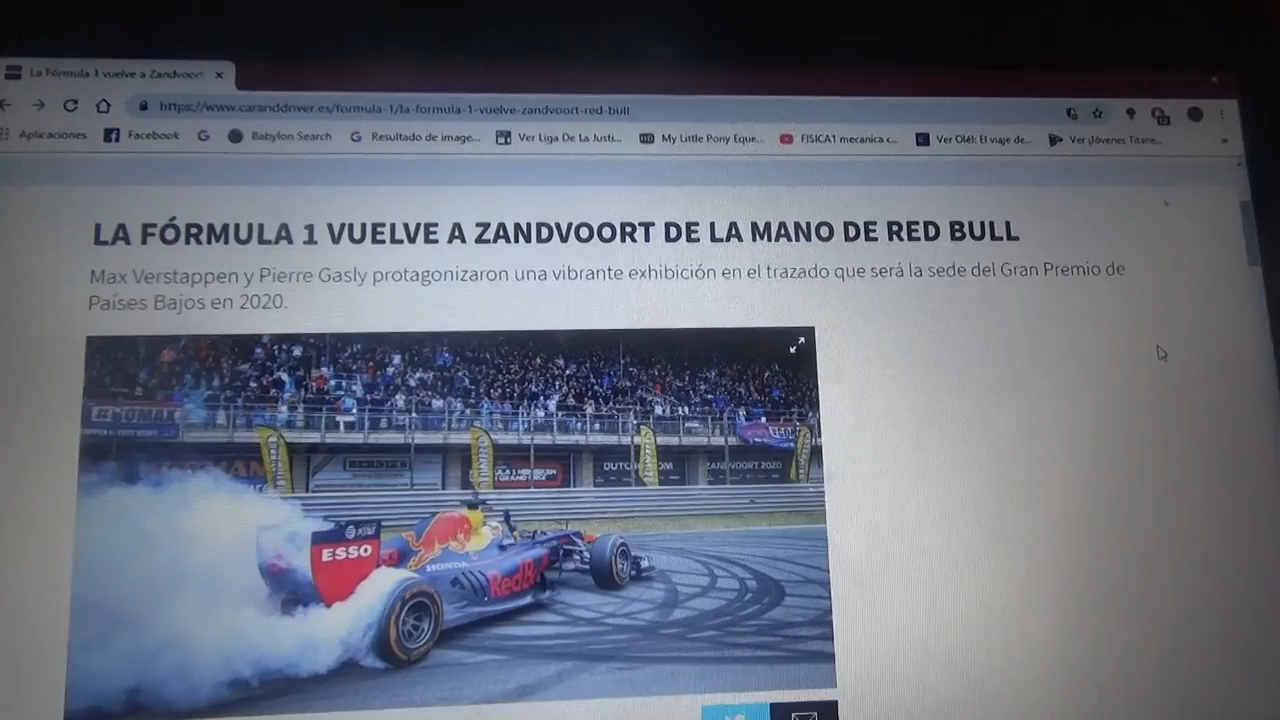 La Fórmula 1 vuelve a Zandvoort
https://www.caranddriver.es/formula-1/la-formula-1-vuelve-zandvoort-red-bull
Aplicaciones Facebook Babylon Search Resultado de image... Ver Liga De La Justi... My Little Pony Eque... FISICA1 mecanica c... Ver Olé!: El viaje de... Ver Jóvenes Titane... »
LA FÓRMULA 1 VUELVE A ZANDVOORT DE LA MANO DE RED BULL
Max Verstappen y Pierre Gasly protagonizaron una vibrante exhibición en el trazado que será la sede del Gran Premio de
Países Bajos en 2020.
BERNIE'S
ZANDVOORT 2020
AT&T
ESSO
HONDA
Red Bull